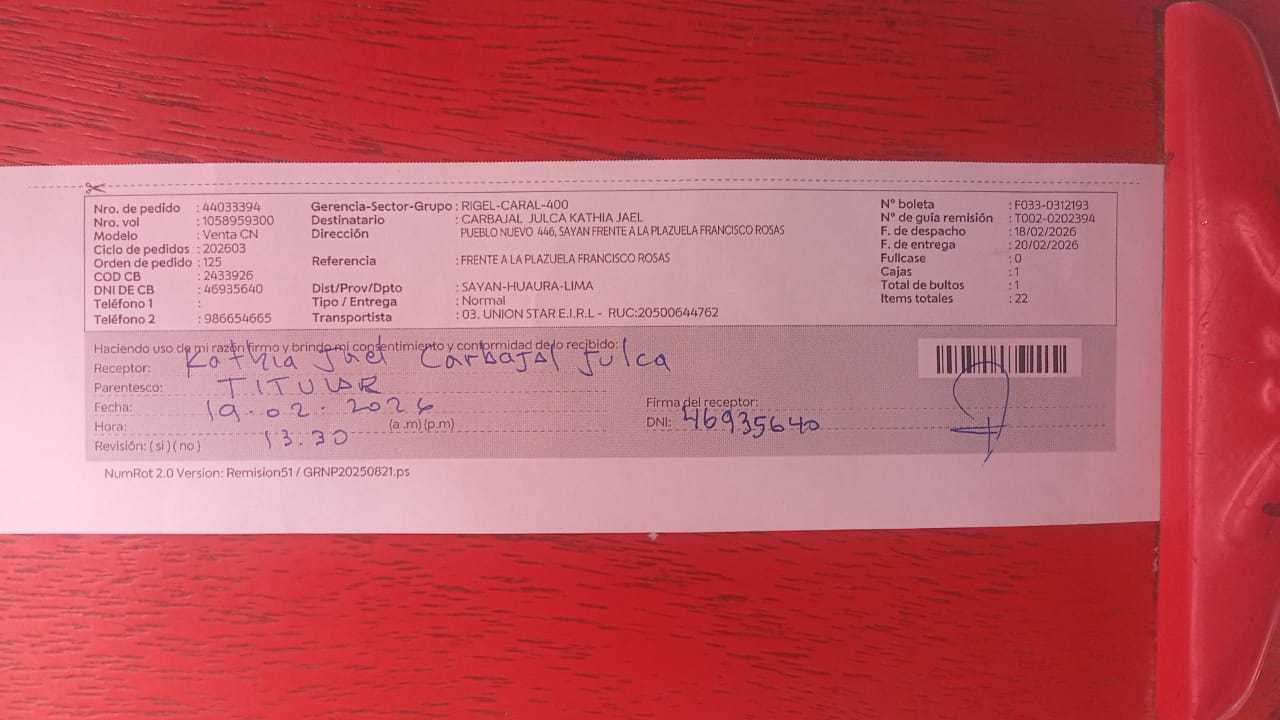 Nro. de pedido : 44033394 Gerencia-Sector-Grupo : RIGEL-CARAL-400 N° boleta : F033-0312193
Nro. vol : 1058959300 Destinatario : CARBAJAL JULCA KATHIA JAEL N° de guia remisión : T002-0202394
Modelo : Venta CN Dirección PUEBLO NUEVO 446, SAYAN FRENTE A LA PLAZUELA FRANCISCO ROSAS F. de despacho : 18/02/2026
Ciclo de pedidos : 202603 F. de entrega : 20/02/2026
Orden de pedido : 125 Referencia : FRENTE A LA PLAZUELA FRANCISCO ROSAS Fullcase : 0
COD CB : 2433926 Cajas : 1
DNI DE CB : 46935640 Dist/Prov/Dpto : SAYAN-HUAURA-LIMA Total de bultos : 1
Teléfono 1 : Tipo / Entrega : Normal Items totales : 22
Teléfono 2 : 986654665 Transportista : 03. UNION STAR E.I.R.L - RUC:20500644762
Haciendo uso de mi razón firmo y brindo mi consentimiento y conformidad de lo recibido:
Receptor: Kathia Jael Carbajal Julca
Parentesco: TITULAR
Fecha: 19.02.2026 Firma del receptor:
Hora: 13.30 (a .m) (p.m) DNI: 46935640
Revisión: ( si ) ( no )
NumRot 2.0 Version: Remision51 / GRNP20250821.ps